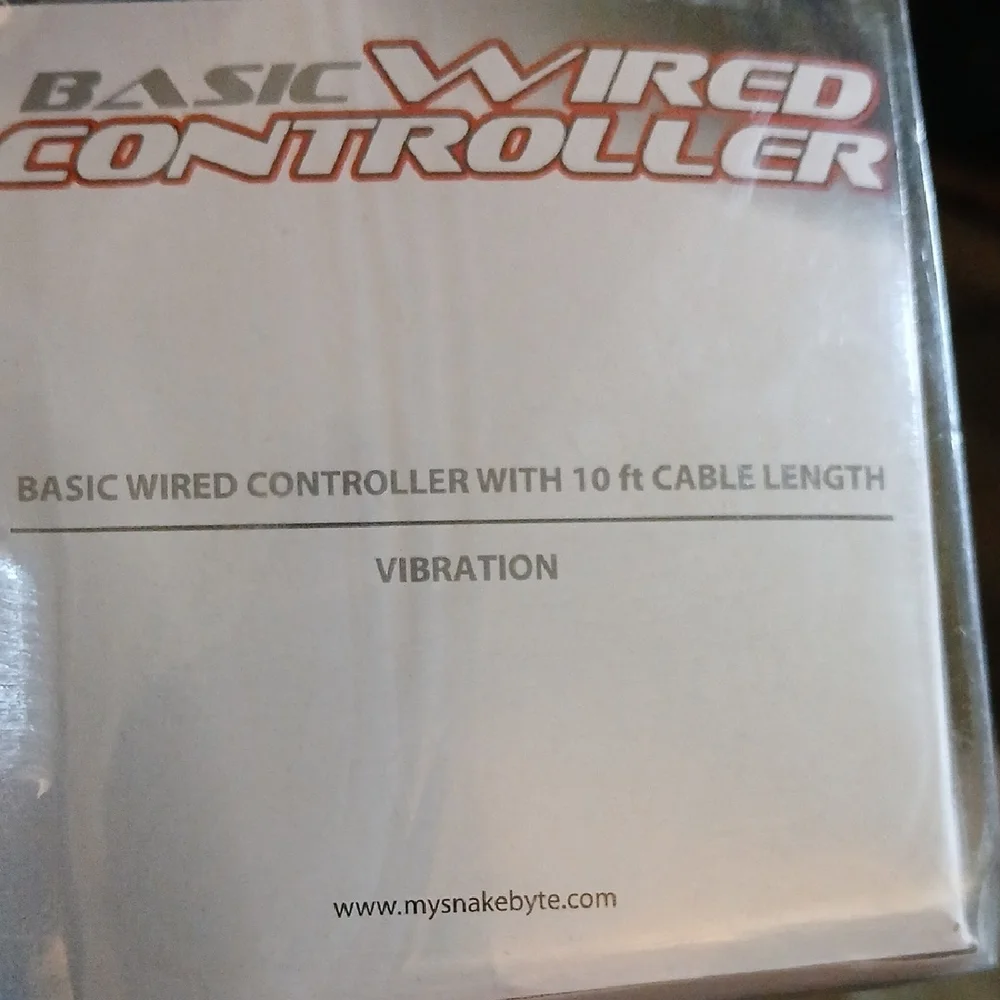 BASIC WIRED
CONTROLLER
BASIC WIRED CONTROLLER WITH 10 ft CABLE LENGTH
VIBRATION
www.mysnakebyte.com